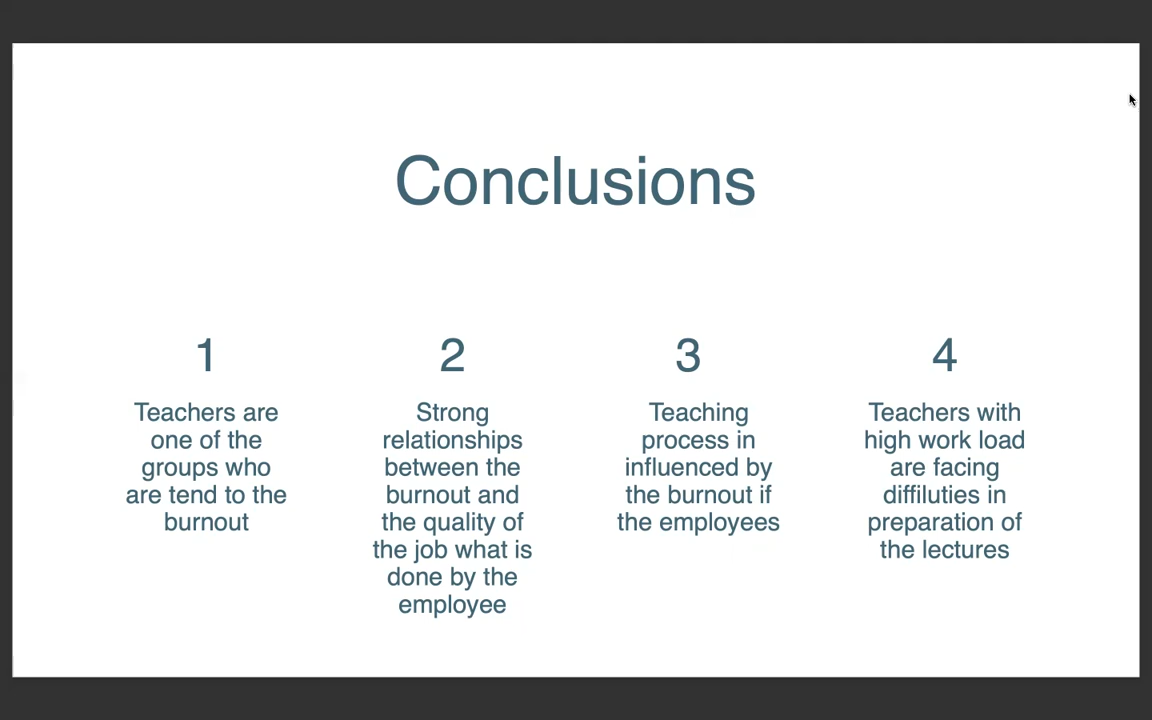 Conclusions
1
Teachers are
one of the
groups who
are tend to the
burnout
2
Strong
relationships
between the
burnout and
the quality of
the job what is
done by the
employee
3
Teaching
process in
influenced by
the burnout if
the employees
4
Teachers with
high work load
are facing
diffiluties in
preparation of
the lectures